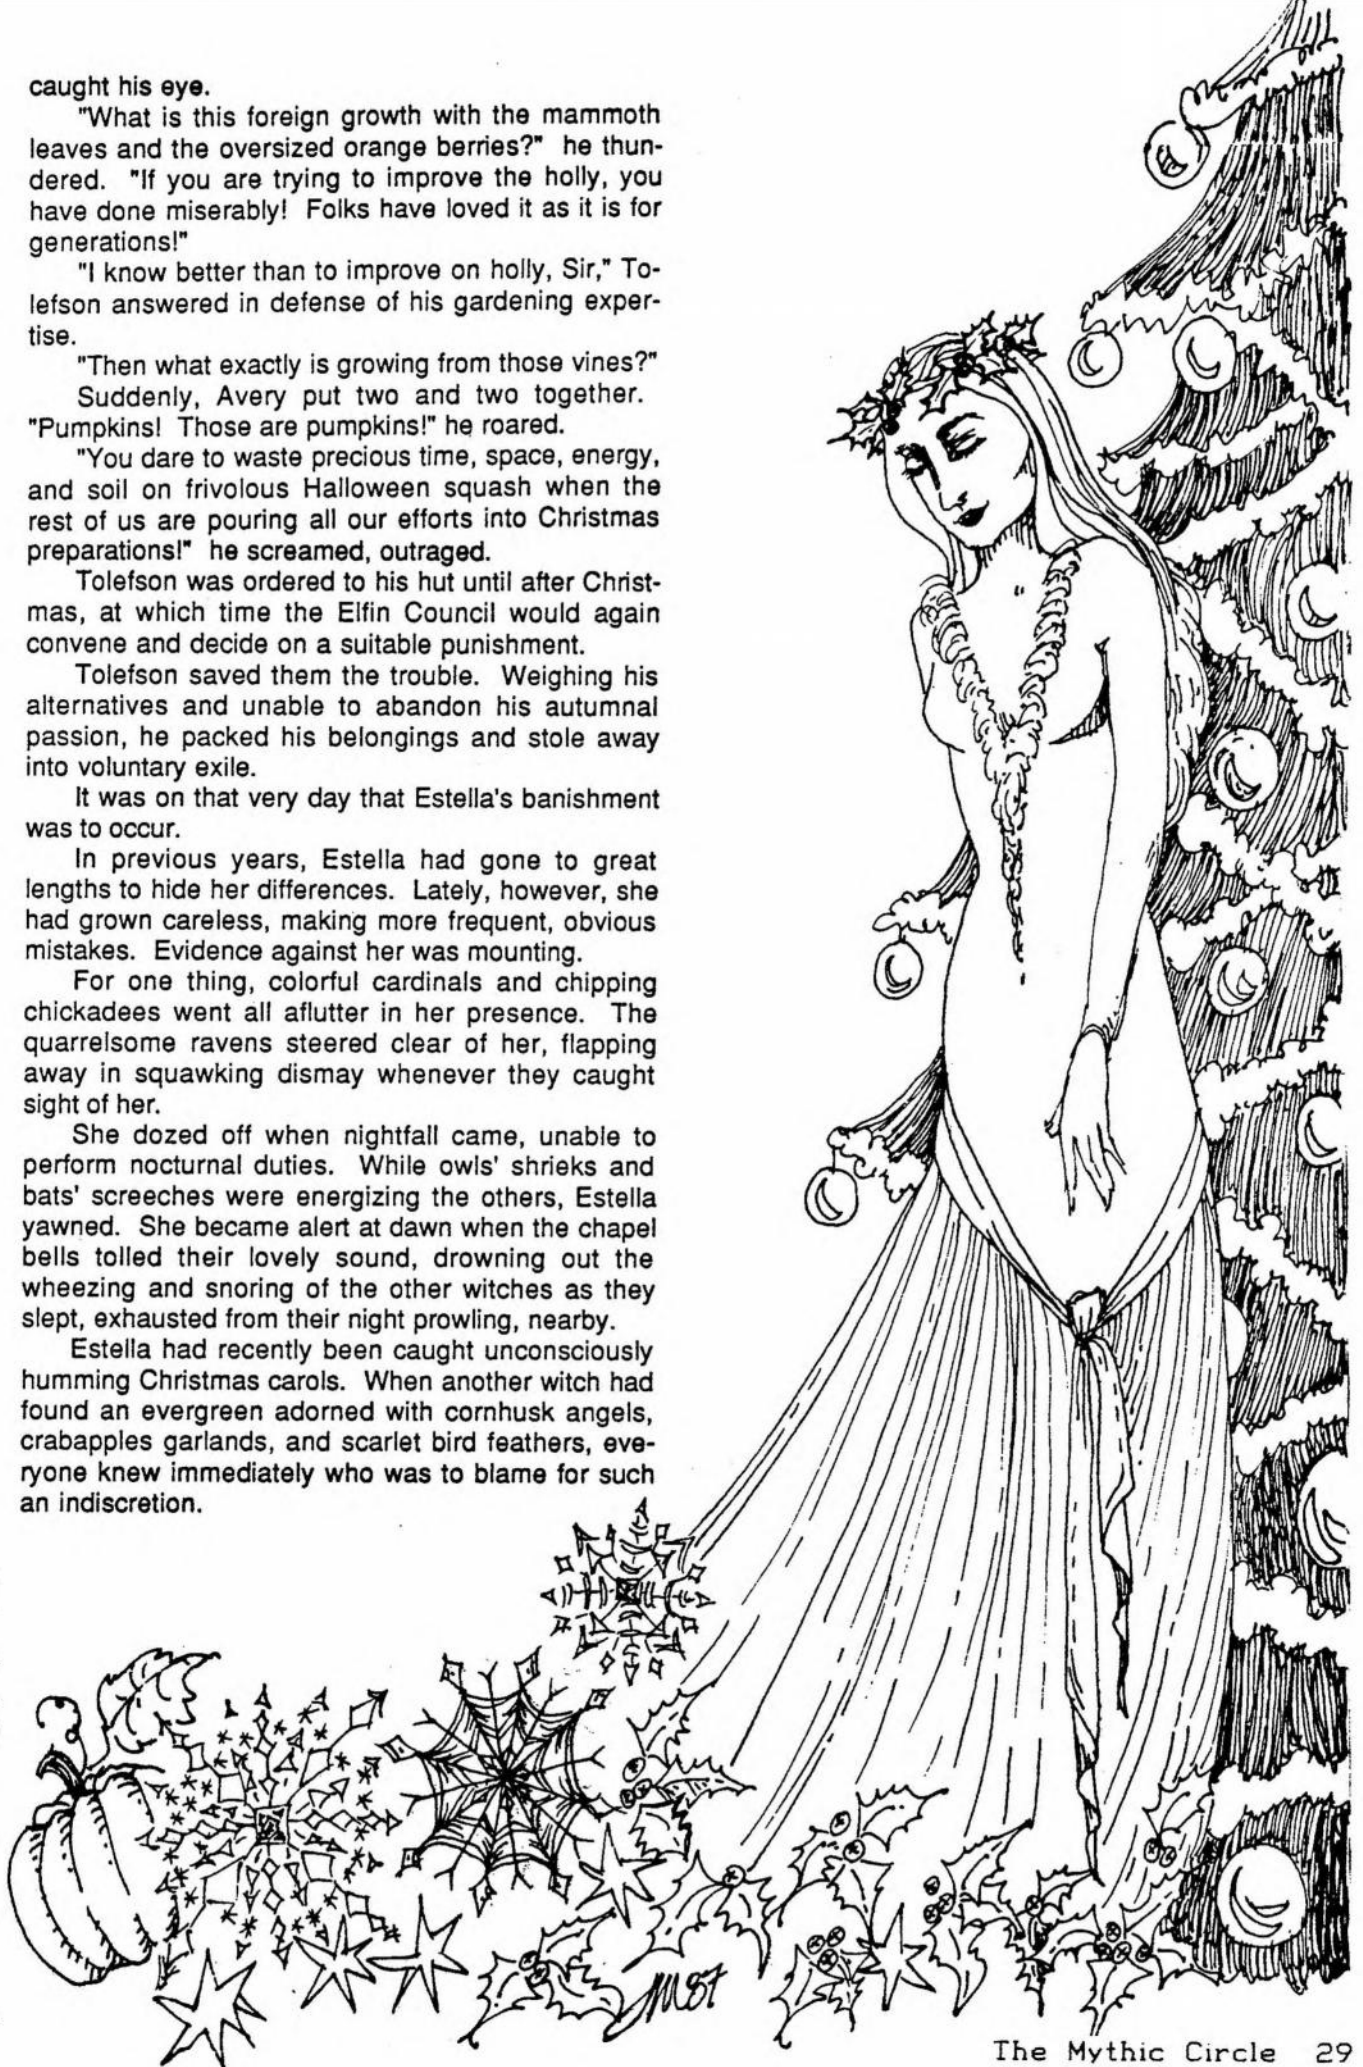 caught his eye.
"What is this foreign growth with the mammoth
leaves and the oversized orange berries?" he thun-
dered. "If you are trying to improve the holly, you
have done miserably! Folks have loved it as it is for
generations!"
"I know better than to improve on holly, Sir," To-
lefson answered in defense of his gardening exper-
tise.
"Then what exactly is growing from those vines?"
Suddenly, Avery put two and two together.
"Pumpkins! Those are pumpkins!" he roared.
"You dare to waste precious time, space, energy,
and soil on frivolous Halloween squash when the
rest of us are pouring all our efforts into Christmas
preparations!" he screamed, outraged.
Tolefson was ordered to his hut until after Christ-
mas, at which time the Elfin Council would again
convene and decide on a suitable punishment.
Tolefson saved them the trouble. Weighing his
alternatives and unable to abandon his autumnal
passion, he packed his belongings and stole away
into voluntary exile.
It was on that very day that Estella's banishment
was to occur.
In previous years, Estella had gone to great
lengths to hide her differences. Lately, however, she
had grown careless, making more frequent, obvious
mistakes. Evidence against her was mounting.
For one thing, colorful cardinals and chipping
chickadees went all aflutter in her presence. The
quarrelsome ravens steered clear of her, flapping
away in squawking dismay whenever they caught
sight of her.
She dozed off when nightfall came, unable to
perform nocturnal duties. While owls' shrieks and
bats' screeches were energizing the others, Estella
yawned. She became alert at dawn when the chapel
bells tolled their lovely sound, drowning out the
wheezing and snoring of the other witches as they
slept, exhausted from their night prowling, nearby.
Estella had recently been caught unconsciously
humming Christmas carols. When another witch had
found an evergreen adorned with cornhusk angels,
crabapples garlands, and scarlet bird feathers, eve-
ryone knew immediately who was to blame for such
an indiscretion.
The Mythic Circle 29